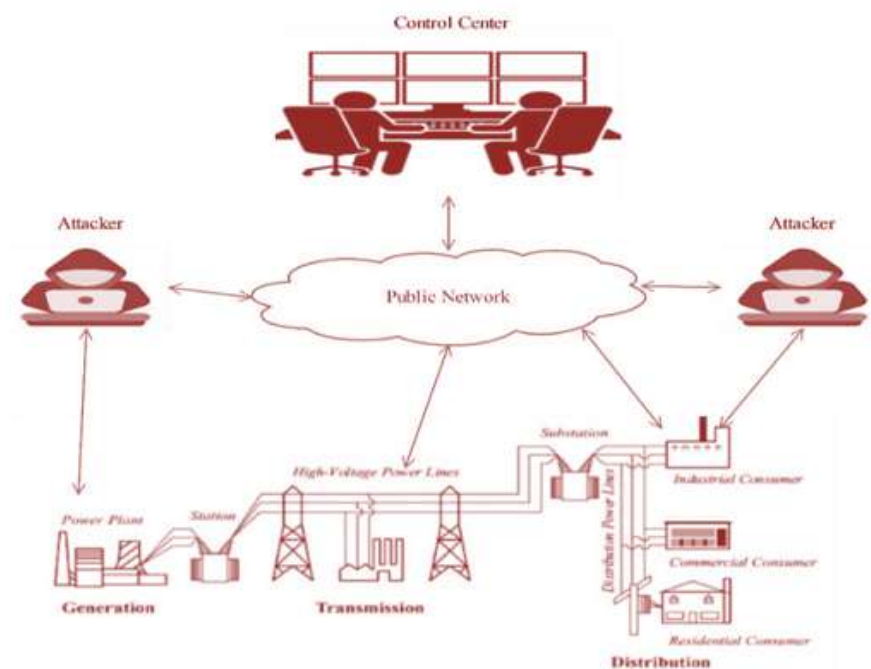 Control Center
Attacker
Attacker
Public Network
Substation
High-Voltage Power Lines
Industrial Consumer
Power Plant
Station
Distribution Power Lines
Commercial Consumer
Generation
Transmission
Residential Consumer
Distribution